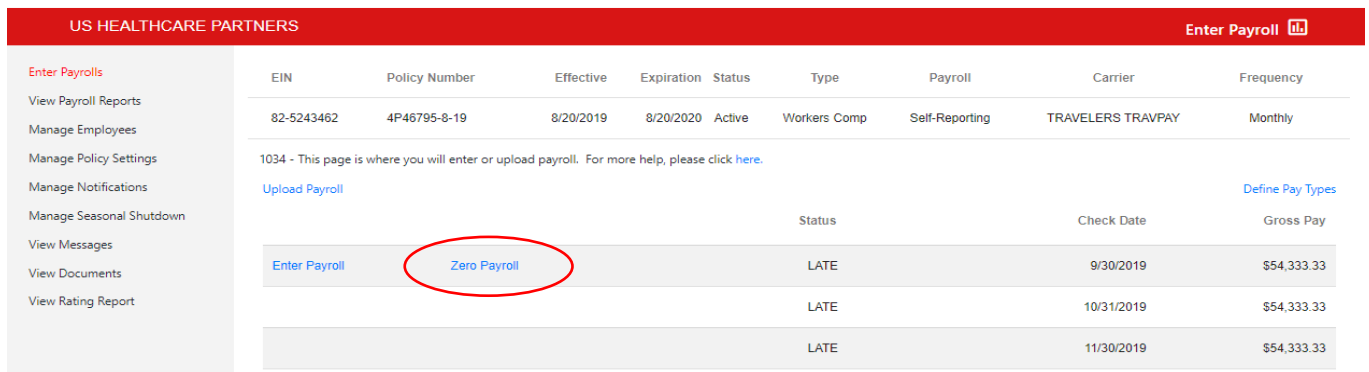 US HEALTHCARE PARTNERS
Enter Payroll
Enter Payrolls
View Payroll Reports
Manage Employees
Manage Policy Settings
Manage Notifications
Manage Seasonal Shutdown
View Messages
View Documents
View Rating Report
EIN Policy Number Effective Expiration Status Type Payroll Carrier Frequency
82-5243462 4P46795-8-19 8/20/2019 8/20/2020 Active Workers Comp Self-Reporting TRAVELERS TRAVPAY Monthly
1034 - This page is where you will enter or upload payroll. For more help, please click here.
Upload Payroll Define Pay Types
Status Check Date Gross Pay
Enter Payroll Zero Payroll LATE 9/30/2019 $54,333.33
LATE 10/31/2019 $54,333.33
LATE 11/30/2019 $54,333.33